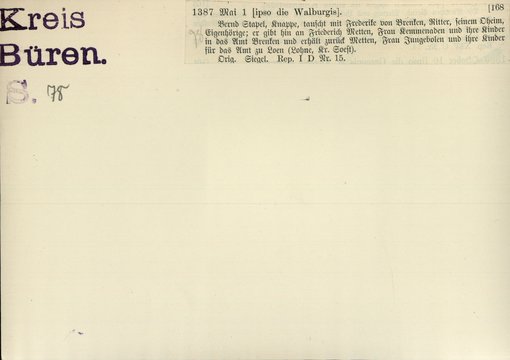 Kreis
Büren.
S. 78
1387 Mai 1 [ipso die Walburgis). [168
Bernd Stapel, Knappe, tauscht mit Frederike von Brenken, Ritter, seinem Oheim,
Eigenhörige; er gibt hin an Friederich Metten, Frau Kemmenaden und ihre Kinder
in das Amt Brenken und erhält zurück Metten, Frau Jungebolen und ihre Kinder
für das Amt zu Loen (Lohne, Kr. Soest).
Orig. Siegel. Rep. I D Nr. 15.